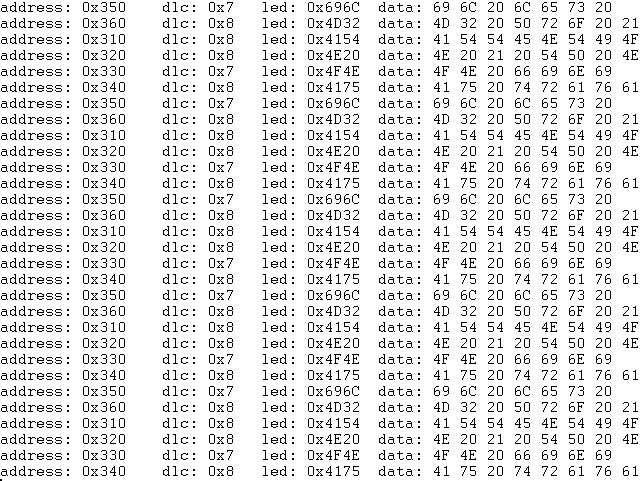 address: 0x350 dlc: 0x7 led: 0x696C data: 69 6C 20 6C 65 73 20
address: 0x360 dlc: 0x8 led: 0x4D32 data: 4D 32 20 50 72 6F 20 21
address: 0x310 dlc: 0x8 led: 0x4154 data: 41 54 54 45 4E 54 49 4F
address: 0x320 dlc: 0x8 led: 0x4E20 data: 4E 20 21 20 54 50 20 4E
address: 0x330 dlc: 0x7 led: 0x4F4E data: 4F 4E 20 66 69 6E 69
address: 0x340 dlc: 0x8 led: 0x4175 data: 41 75 20 74 72 61 76 61
address: 0x350 dlc: 0x7 led: 0x696C data: 69 6C 20 6C 65 73 20
address: 0x360 dlc: 0x8 led: 0x4D32 data: 4D 32 20 50 72 6F 20 21
address: 0x310 dlc: 0x8 led: 0x4154 data: 41 54 54 45 4E 54 49 4F
address: 0x320 dlc: 0x8 led: 0x4E20 data: 4E 20 21 20 54 50 20 4E
address: 0x330 dlc: 0x7 led: 0x4F4E data: 4F 4E 20 66 69 6E 69
address: 0x340 dlc: 0x8 led: 0x4175 data: 41 75 20 74 72 61 76 61
address: 0x350 dlc: 0x7 led: 0x696C data: 69 6C 20 6C 65 73 20
address: 0x360 dlc: 0x8 led: 0x4D32 data: 4D 32 20 50 72 6F 20 21
address: 0x310 dlc: 0x8 led: 0x4154 data: 41 54 54 45 4E 54 49 4F
address: 0x320 dlc: 0x8 led: 0x4E20 data: 4E 20 21 20 54 50 20 4E
address: 0x330 dlc: 0x7 led: 0x4F4E data: 4F 4E 20 66 69 6E 69
address: 0x340 dlc: 0x8 led: 0x4175 data: 41 75 20 74 72 61 76 61
address: 0x350 dlc: 0x7 led: 0x696C data: 69 6C 20 6C 65 73 20
address: 0x360 dlc: 0x8 led: 0x4D32 data: 4D 32 20 50 72 6F 20 21
address: 0x310 dlc: 0x8 led: 0x4154 data: 41 54 54 45 4E 54 49 4F
address: 0x320 dlc: 0x8 led: 0x4E20 data: 4E 20 21 20 54 50 20 4E
address: 0x330 dlc: 0x7 led: 0x4F4E data: 4F 4E 20 66 69 6E 69
address: 0x340 dlc: 0x8 led: 0x4175 data: 41 75 20 74 72 61 76 61
address: 0x350 dlc: 0x7 led: 0x696C data: 69 6C 20 6C 65 73 20
address: 0x360 dlc: 0x8 led: 0x4D32 data: 4D 32 20 50 72 6F 20 21
address: 0x310 dlc: 0x8 led: 0x4154 data: 41 54 54 45 4E 54 49 4F
address: 0x320 dlc: 0x8 led: 0x4E20 data: 4E 20 21 20 54 50 20 4E
address: 0x330 dlc: 0x7 led: 0x4F4E data: 4F 4E 20 66 69 6E 69
address: 0x340 dlc: 0x8 led: 0x4175 data: 41 75 20 74 72 61 76 61